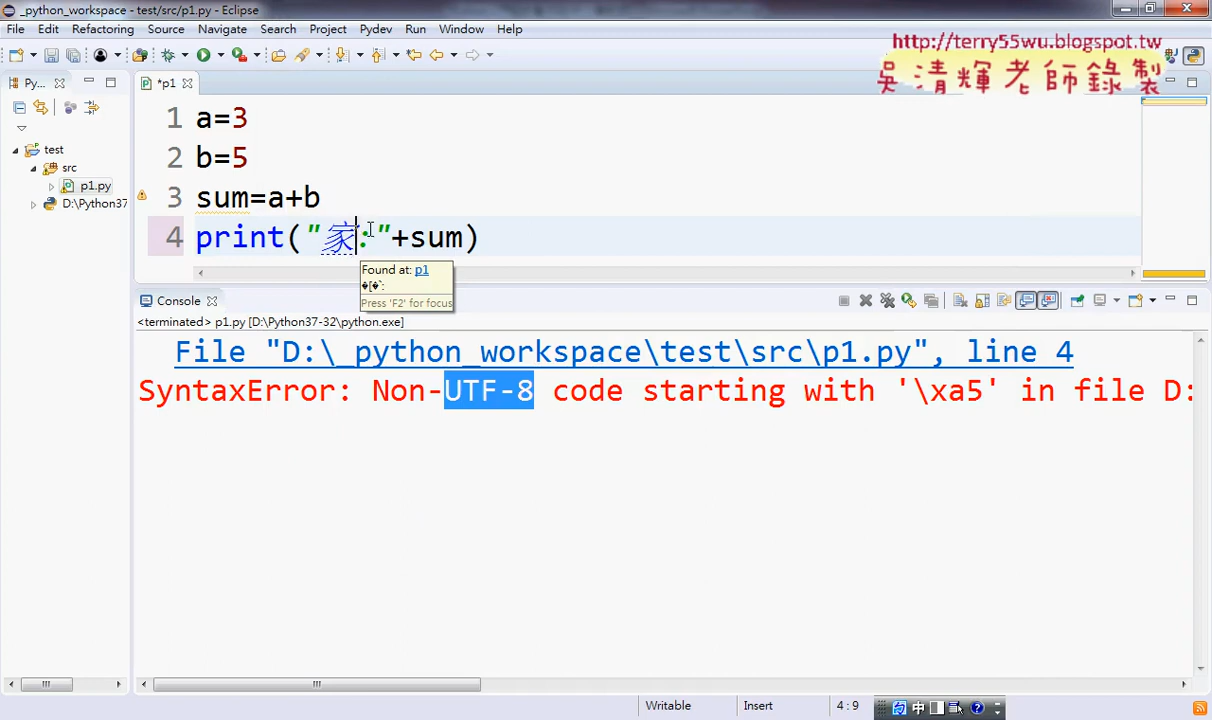 _python_workspace - test/src/p1.py - Eclipse
File Edit Refactoring Source Navigate Search Project Pydev Run Window Help
http://terry55wu.blogspot.tw
吳清輝老師錄製
Py...
*p1
test
src
p1.py
D:\Python37
1 a=3
2 b=5
3 sum=a+b
4 print("家:"+sum)
Found at: p1
�[�`:
Press 'F2' for focus
Console
<terminated> p1.py [D:\Python37-32\python.exe]
File "D:\_python_workspace\test\src\p1.py", line 4
SyntaxError: Non-UTF-8 code starting with '\xa5' in file D:
Writable Insert 4:9 中